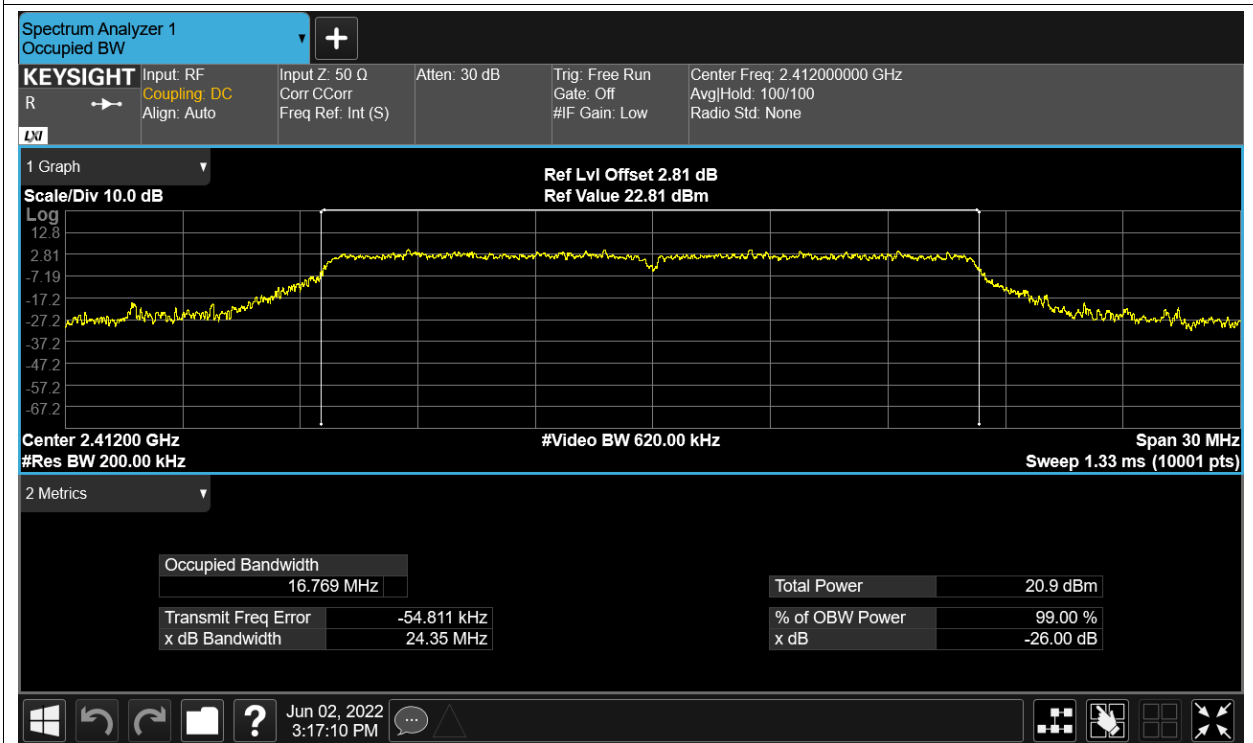 Spectrum Analyzer 1
Occupied BW
KEYSIGHT
R
LXI
Input: RF
Coupling: DC
Align: Auto
Input Z: 50 Ω
Corr CCorr
Freq Ref: Int (S)
Atten: 30 dB
Trig: Free Run
Gate: Off
#IF Gain: Low
Center Freq: 2.412000000 GHz
Avg|Hold: 100/100
Radio Std: None
1 Graph
Ref Lvl Offset 2.81 dB
Scale/Div 10.0 dB
Ref Value 22.81 dBm
Log
12.8
2.81
-7.19
-17.2
-27.2
-37.2
-47.2
-57.2
-67.2
Center 2.41200 GHz
#Video BW 620.00 kHz
Span 30 MHz
#Res BW 200.00 kHz
Sweep 1.33 ms (10001 pts)
2 Metrics
Occupied Bandwidth
16.769 MHz
Total Power 20.9 dBm
Transmit Freq Error -54.811 kHz
% of OBW Power 99.00 %
x dB Bandwidth 24.35 MHz
x dB -26.00 dB
?
Jun 02, 2022
3:17:10 PM